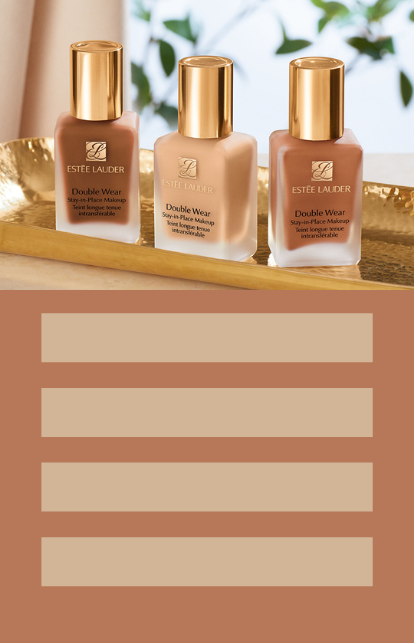 ESTĒE LAUDER
Double Wear
Stay-in-Place Makeup
Teint longue tenue
intransférable
ESTĒE LAUDER
Double Wear
Stay-in-Place Makeup
Teint longue tenue
intransférable
ESTĒE LAUDER
Double Wear
Stay-in-Place Makeup
Teint longue tenue
intransférable